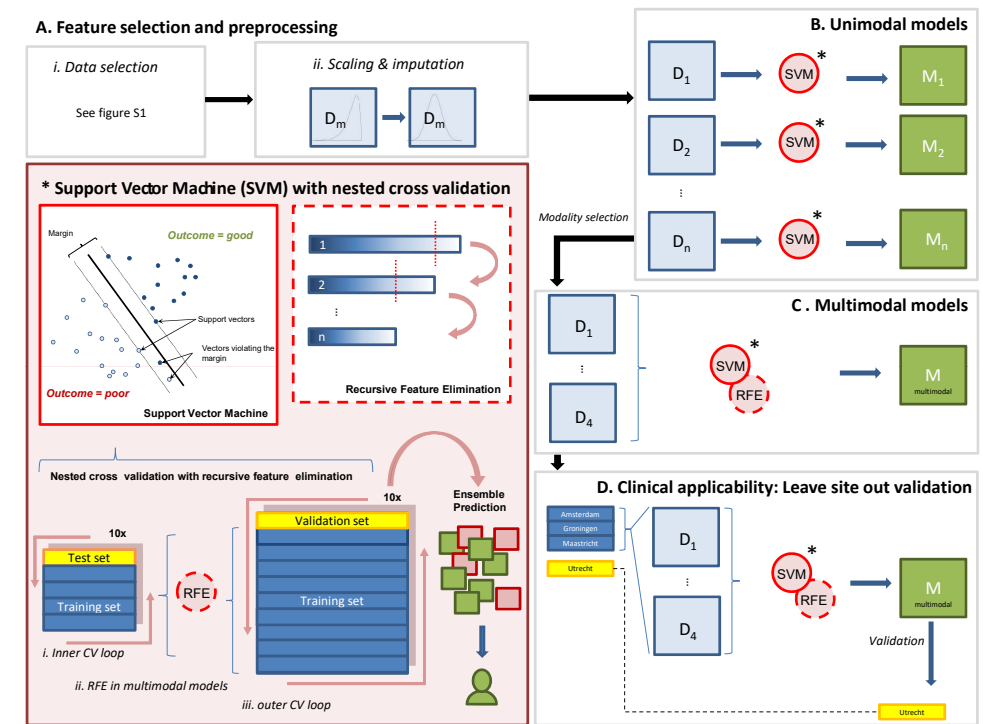 A. Feature selection and preprocessing
i. Data selection
See figure S1
ii. Scaling & imputation
Dm
Dm
B. Unimodal models
D1
SVM
*
M1
D2
SVM
*
M2
...
Dn
SVM
*
Mn
Modality selection
* Support Vector Machine (SVM) with nested cross validation
Margin
Outcome = good
Support vectors
Vectors violating the
margin
Outcome = poor
Support Vector Machine
1
2
...
n
Recursive Feature Elimination
C . Multimodal models
D1
...
D4
SVM
*
RFE
M
multimodal
Nested cross validation with recursive feature elimination
10x
Test set
Training set
i. Inner CV loop
RFE
ii. RFE in multimodal models
10x
Validation set
Training set
iii. outer CV loop
Ensemble
Prediction
D. Clinical applicability: Leave site out validation
Amsterdam
Groningen
Maastricht
Utrecht
D1
...
D4
SVM
*
RFE
M
multimodal
Validation
Utrecht